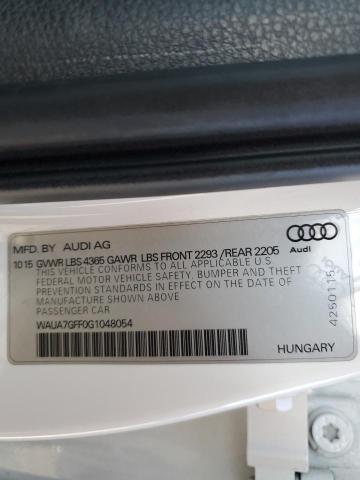 MFD. BY AUDI AG
10 15 GVWR LBS 4365 GAWR LBS FRONT 2293 /REAR 2205
THIS VEHICLE CONFORMS TO ALL APPLICABLE U.S
FEDERAL MOTOR VEHICLE SAFETY, BUMPER AND THEFT
PREVENTION STANDARDS IN EFFECT ON THE DATE OF
MANUFACTURE SHOWN ABOVE
PASSENGER CAR
WAUA7GFF0G1048054
HUNGARY
Audi
4250115